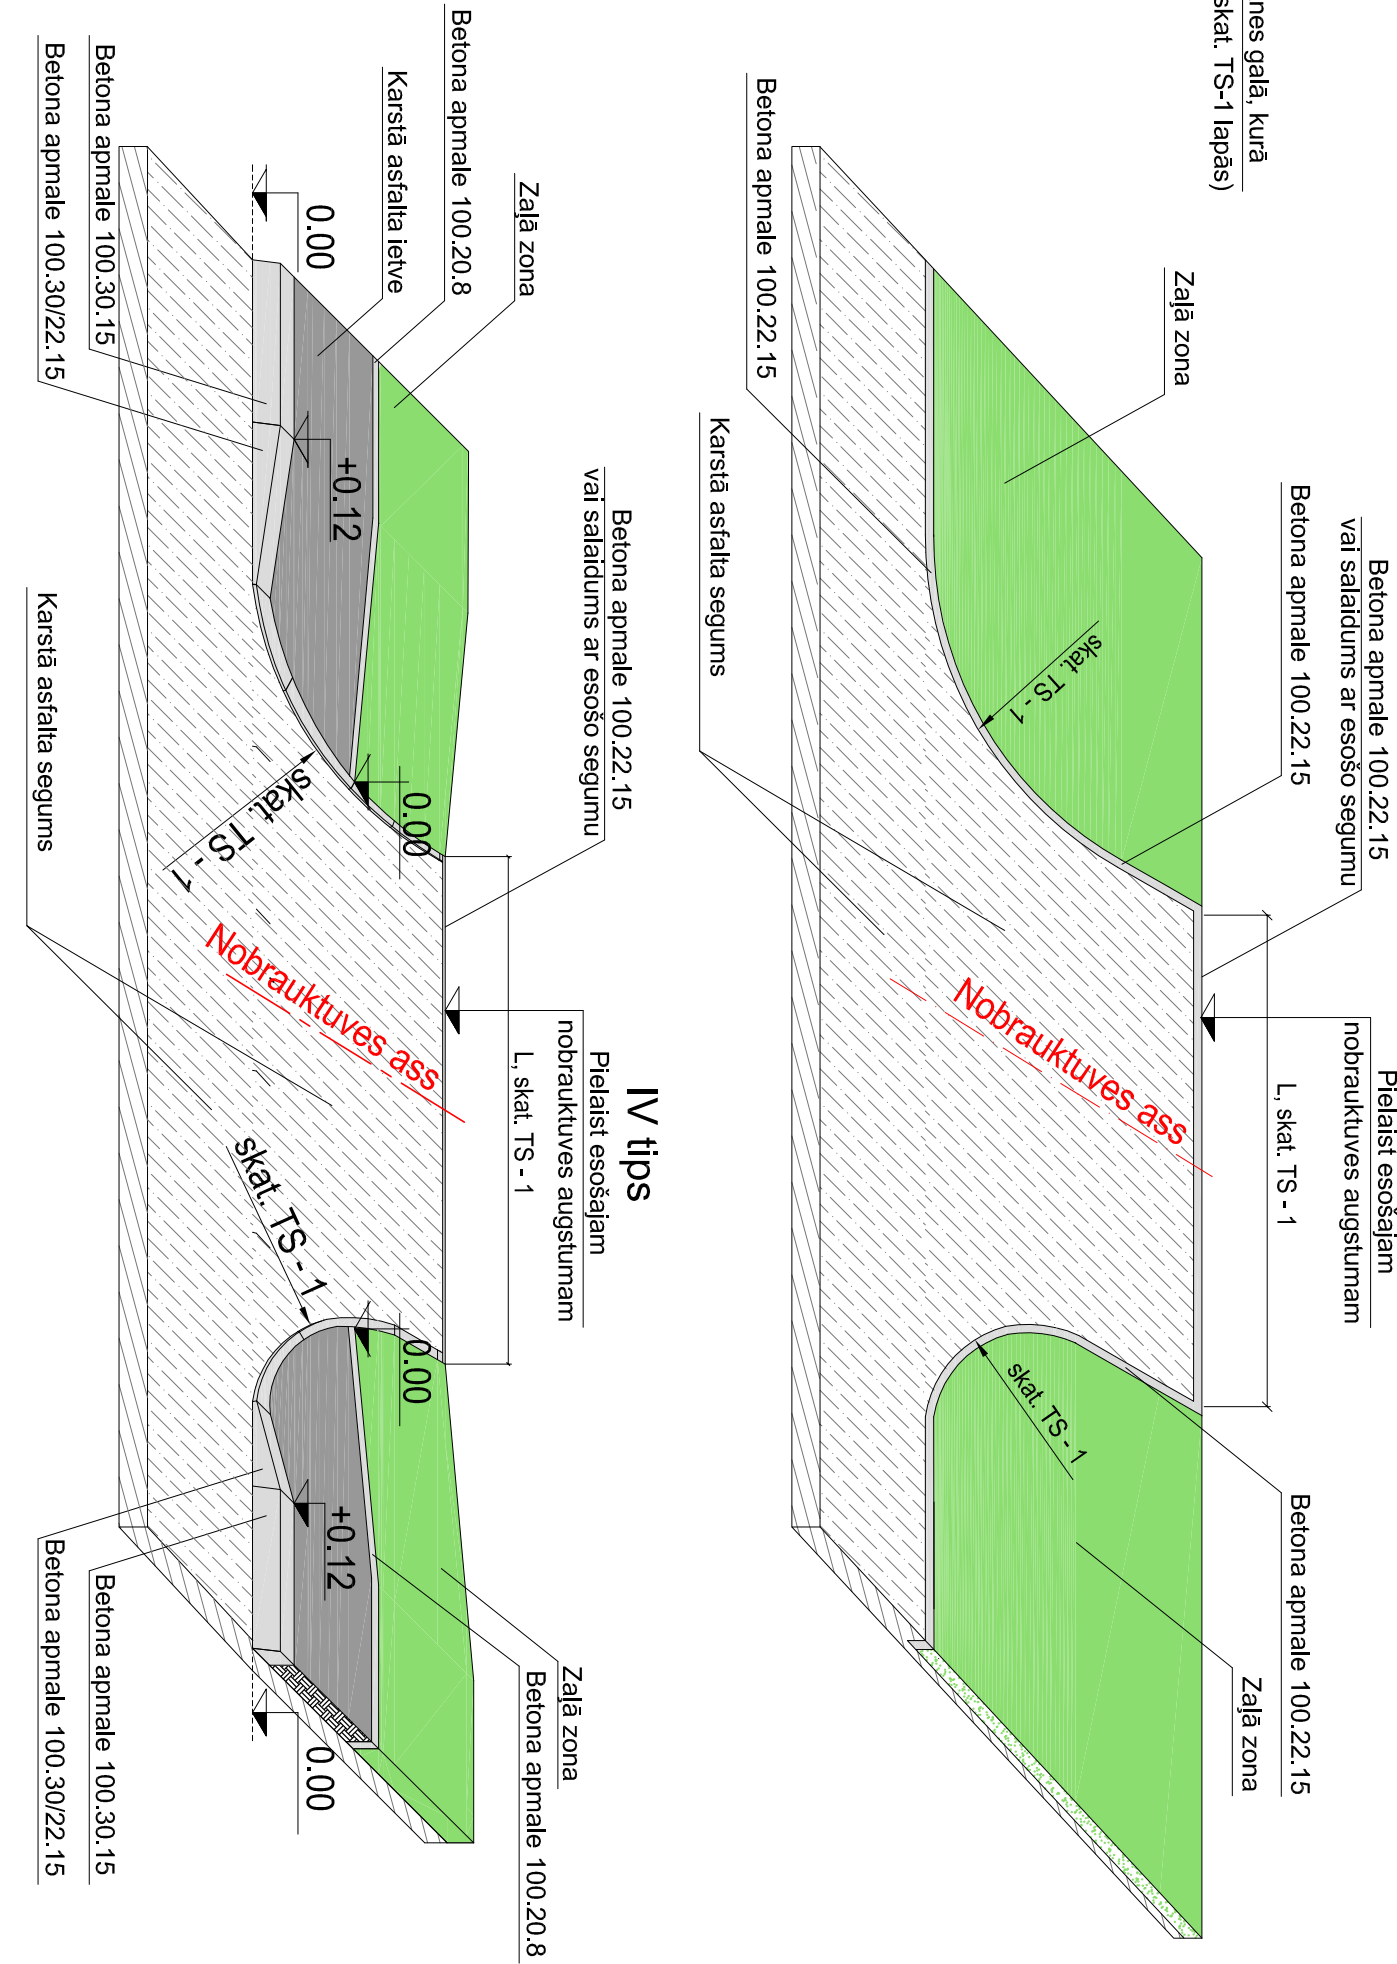 nes galā, kurā
skat. TS-1 lapās)
Betona apmale 100.22.15
vai salaidums ar esošo segumu
Pielaist esošajam
nobrauktuves augstumam
Zaļā zona
Betona apmale 100.22.15
L, skat. TS - 1
Betona apmale 100.22.15
Zaļā zona
skat. TS - 1
Nobrauktuves ass
skat. TS - 1
Betona apmale 100.22.15
Karstā asfalta segums
IV tips
Betona apmale 100.22.15
vai salaidums ar esošo segumu
Pielaist esošajam
nobrauktuves augstumam
Zaļā zona
L, skat. TS - 1
Zaļā zona
Betona apmale 100.20.8
Betona apmale 100.20.8
Karstā asfalta ietve
0.00
+0.12
0.00
0.00
+0.12
0.00
skat. TS - 1
Nobrauktuves ass
skat. TS - 1
Betona apmale 100.30.15
Betona apmale 100.30/22.15
Karstā asfalta segums
Betona apmale 100.30.15
Betona apmale 100.30/22.15